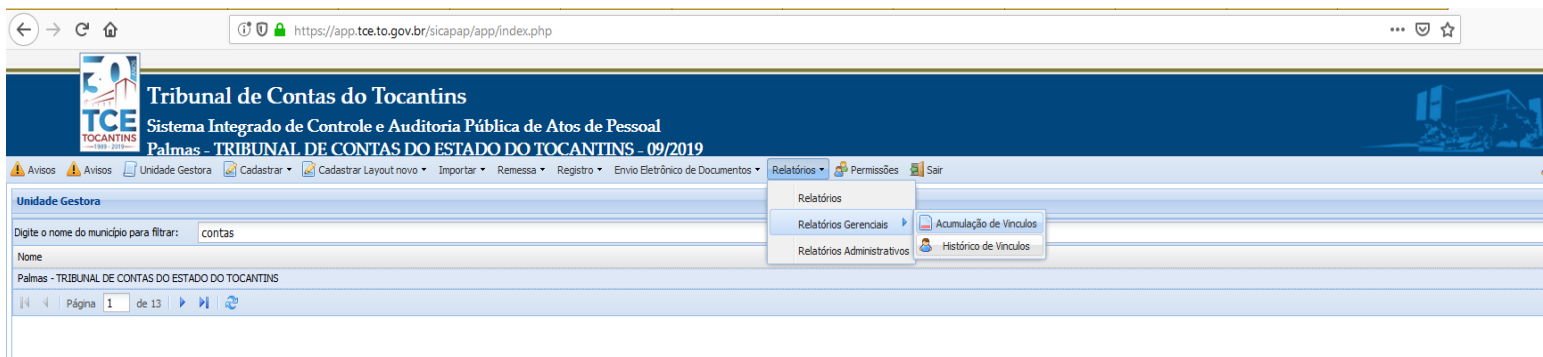 https://app.tce.to.gov.br/sicapap/app/index.php
30 ANOS
TCE
TOCANTINS
1989 - 2019
Tribunal de Contas do Tocantins
Sistema Integrado de Controle e Auditoria Pública de Atos de Pessoal
Palmas - TRIBUNAL DE CONTAS DO ESTADO DO TOCANTINS - 09/2019
Avisos Avisos Unidade Gestora Cadastrar Cadastrar Layout novo Importar Remessa Registro Envio Eletrônico de Documentos Relatórios Permissões Sair
Relatórios
Relatórios Gerenciais
Relatórios Administrativos
Acumulação de Vinculos
Histórico de Vinculos
Unidade Gestora
Digite o nome do município para filtrar: contas
Nome
Palmas - TRIBUNAL DE CONTAS DO ESTADO DO TOCANTINS
Página 1 de 13